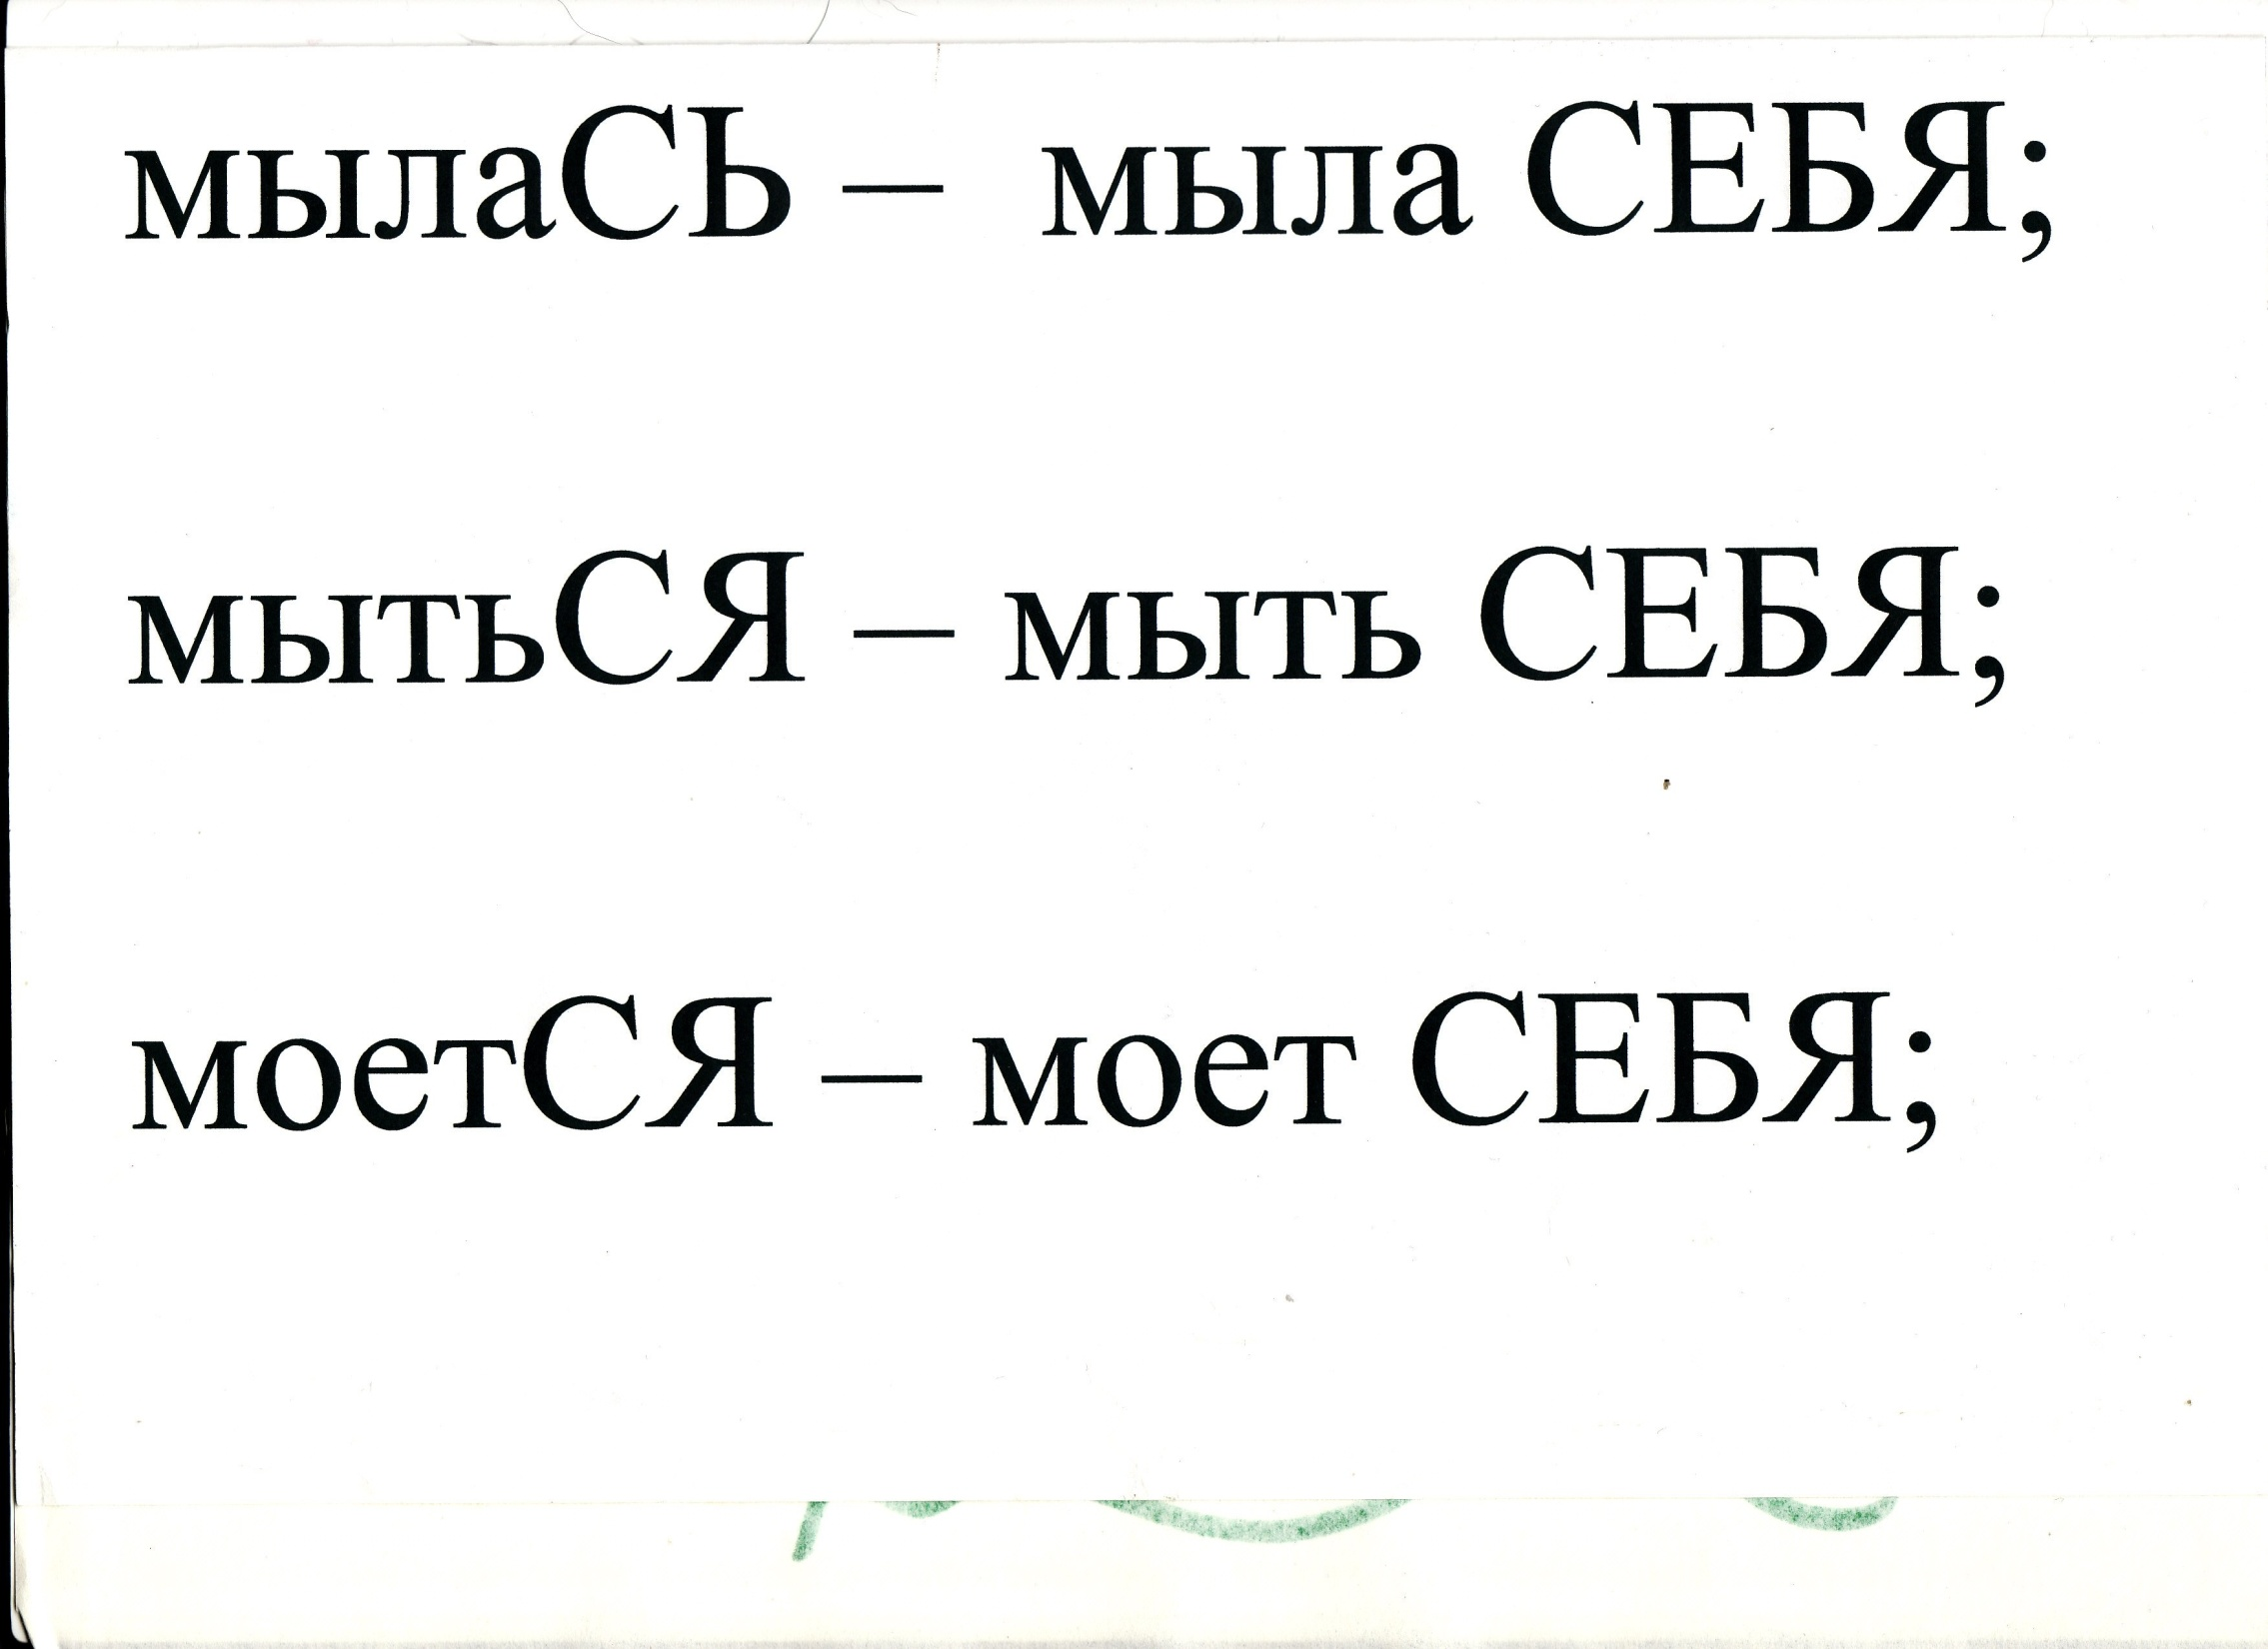 мылаСЬ – мыла СЕБЯ;
мытьСЯ – мыть СЕБЯ;
моетСЯ – моет СЕБЯ;